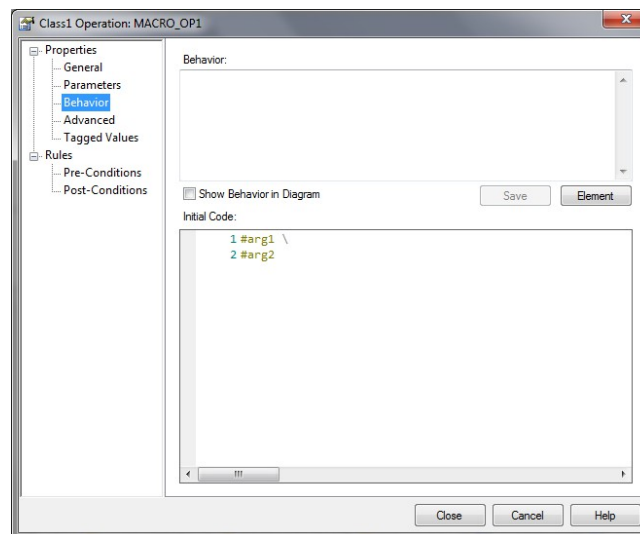 Class1 Operation: MACRO_OP1
Properties
General
Parameters
Behavior
Advanced
Tagged Values
Rules
Pre-Conditions
Post-Conditions
Behavior:
Show Behavior in Diagram
Save
Element
Initial Code:
1 #arg1 \
2 #arg2
Close
Cancel
Help